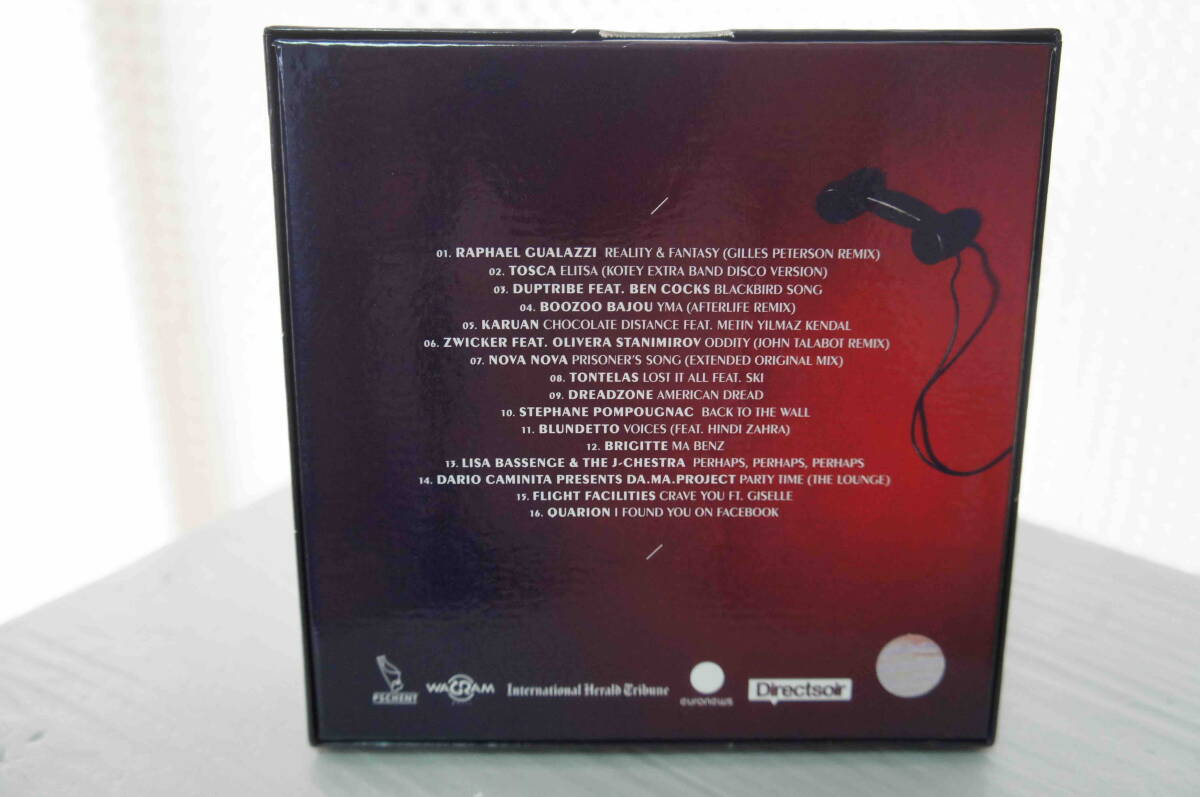 01. RAPHAEL GUALAZZI REALITY & FANTASY (GILLES PETERSON REMIX)
02. TOSCA ELITSA (KOTEY EXTRA BAND DISCO VERSION)
03. DUPTRIBE FEAT. BEN COCKS BLACKBIRD SONG
04. BOOZOO BAJOU YMA (AFTERLIFE REMIX)
05. KARUAN CHOCOLATE DISTANCE FEAT. METIN YILMAZ KENDAL
06. ZWICKER FEAT. OLIVERA STANIMIROV ODDITY (JOHN TALABOT REMIX)
07. NOVA NOVA PRISONER'S SONG (EXTENDED ORIGINAL MIX)
08. TONTELAS LOST IT ALL FEAT. SKI
09. DREADZONE AMERICAN DREAD
10. STEPHANE POMPOUGNAC BACK TO THE WALL
11. BLUNDETTO VOICES (FEAT. HINDI ZAHRA)
12. BRIGITTE MA BENZ
13. LISA BASSENGE & THE J-CHESTRA PERHAPS, PERHAPS, PERHAPS
14. DARIO CAMINITA PRESENTS DA.MA.PROJECT PARTY TIME (THE LOUNGE)
15. FLIGHT FACILITIES CRAVE YOU FT. GISELLE
16. QUARION I FOUND YOU ON FACEBOOK
PSCHENT WAGRAM International Herald Tribune euronews Directsoir